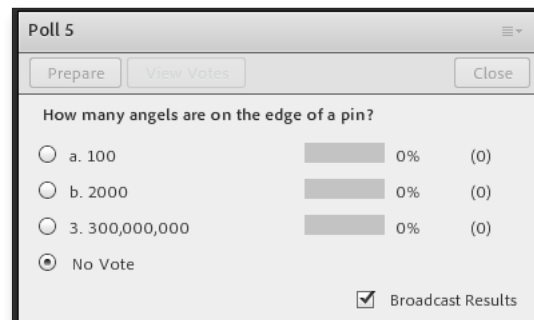 Poll 5
Prepare View Votes Close
How many angels are on the edge of a pin?
a. 100 0% (0)
b. 2000 0% (0)
3. 300,000,000 0% (0)
No Vote
Broadcast Results